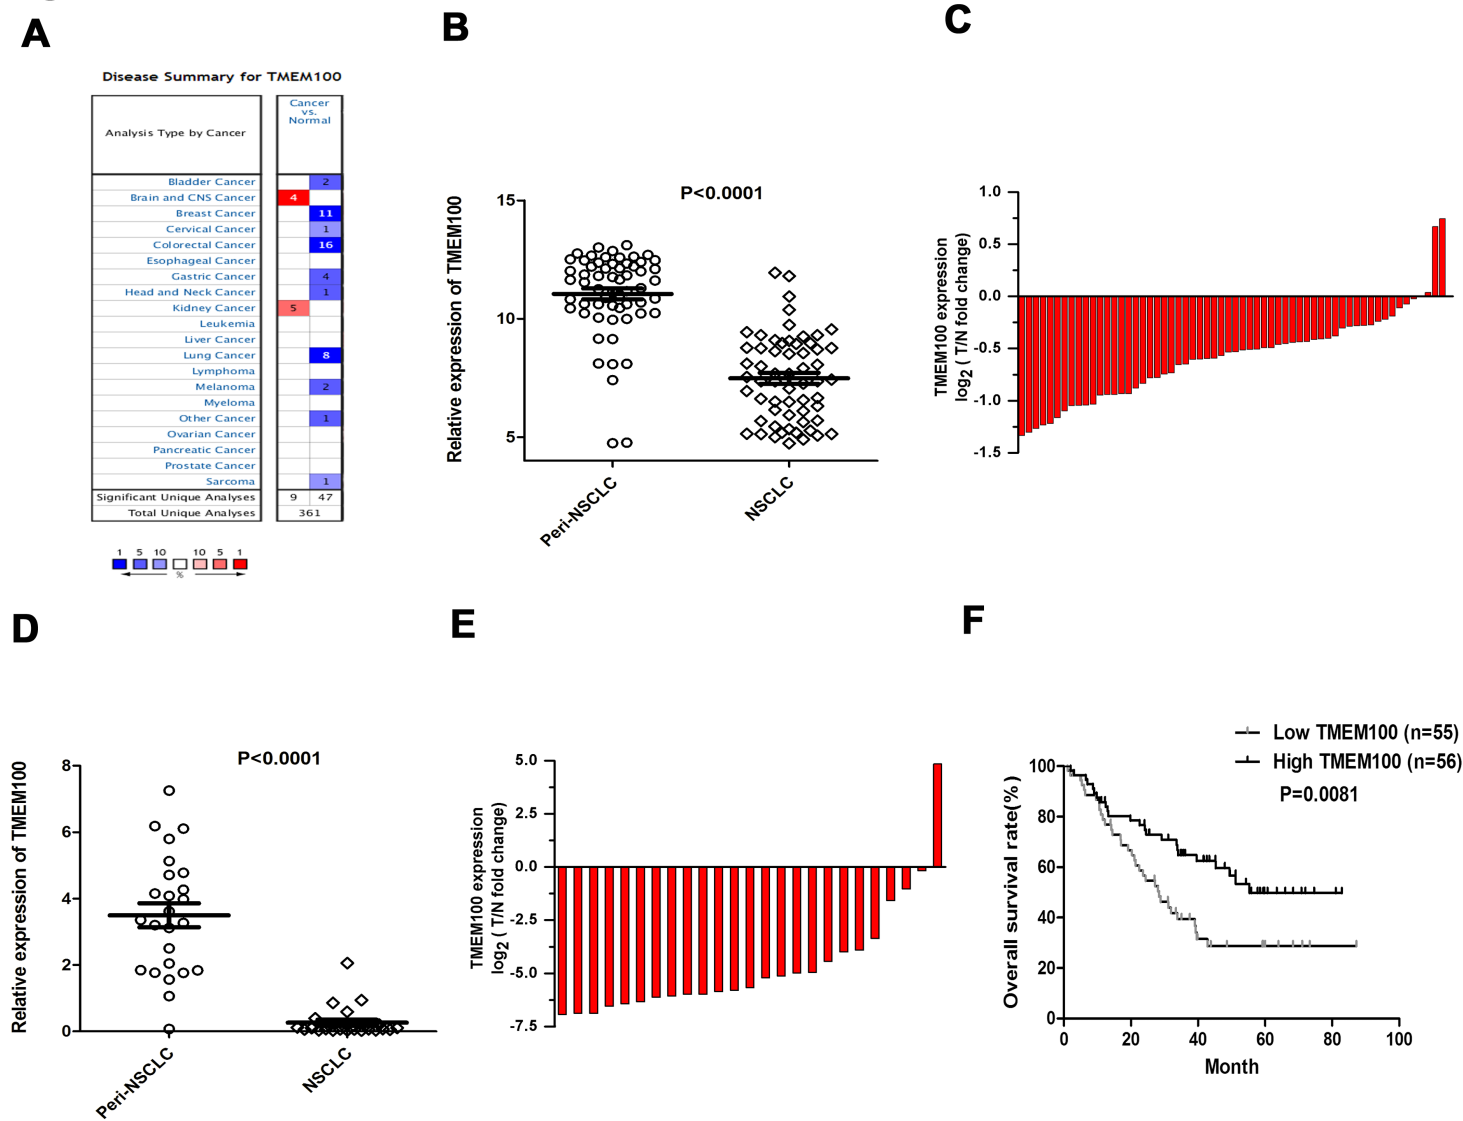 A
Disease Summary for TMEM100
Analysis Type by Cancer
Cancer
vs.
Normal
Bladder Cancer 2
Brain and CNS Cancer 4
Breast Cancer 11
Cervical Cancer 1
Colorectal Cancer 16
Esophageal Cancer
Gastric Cancer 4
Head and Neck Cancer 1
Kidney Cancer 5
Leukemia
Liver Cancer
Lung Cancer 8
Lymphoma
Melanoma 2
Myeloma
Other Cancer 1
Ovarian Cancer
Pancreatic Cancer
Prostate Cancer
Sarcoma 1
Significant Unique Analyses 9 47
Total Unique Analyses 361
1 5 10 10 5 1
%
B
P<0.0001
Relative expression of TMEM100
15
10
5
Peri-NSCLC
NSCLC
C
TMEM100 expression
log2 ( T/N fold change)
1.0
0.5
0.0
-0.5
-1.0
-1.5
D
P<0.0001
Relative expression of TMEM100
8
6
4
2
0
Peri-NSCLC
NSCLC
E
TMEM100 expression
log2 ( T/N fold change)
5.0
2.5
0.0
-2.5
-5.0
-7.5
F
Low TMEM100 (n=55)
High TMEM100 (n=56)
P=0.0081
Overall survival rate(%)
100
80
60
40
20
0
0 20 40 60 80 100
Month